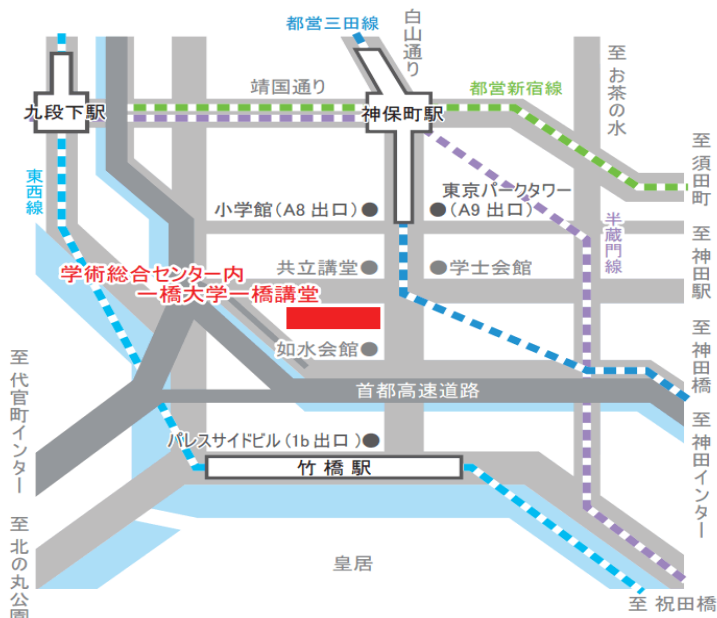 都営三田線
白山通り
靖国通り
都営新宿線
至 お茶の水
九段下駅
神保町駅
至 須田町
東西線
小学館（A8 出口）
東京パークタワー
（A9 出口）
半蔵門線
至 神田駅
共立講堂
学士会館
学術総合センター内
一橋大学一橋講堂
如水会館
至 神田橋
至 代官町インター
首都高速道路
至 神田インター
パレスサイドビル（1b 出口）
竹橋駅
至 北の丸公園
皇居
至 祝田橋